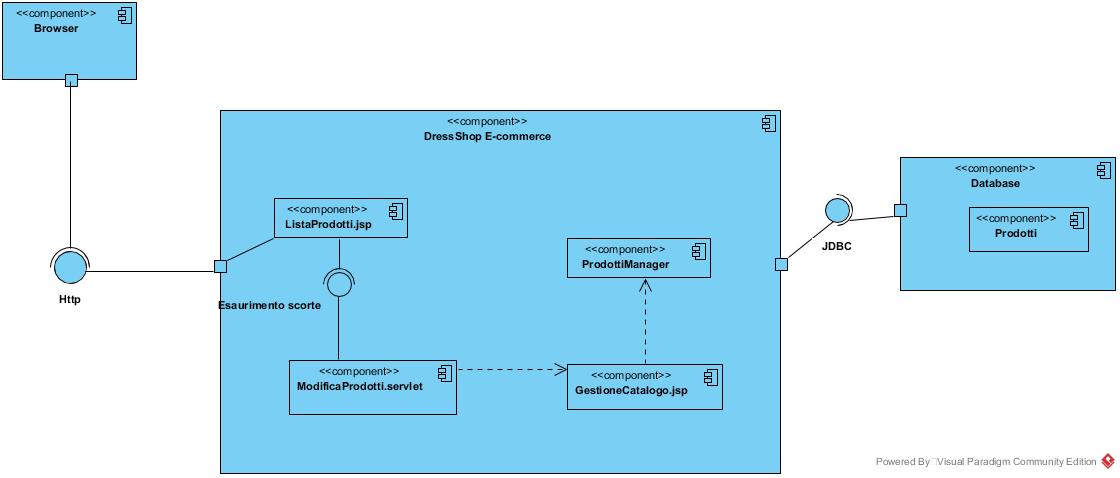 <<component>>
Browser
Http
<<component>>
DressShop E-commerce
<<component>>
ListaProdotti.jsp
Esaurimento scorte
<<component>>
ModificaProdotti.servlet
<<component>>
ProdottiManager
<<component>>
GestioneCatalogo.jsp
JDBC
<<component>>
Database
<<component>>
Prodotti
Powered By Visual Paradigm Community Edition